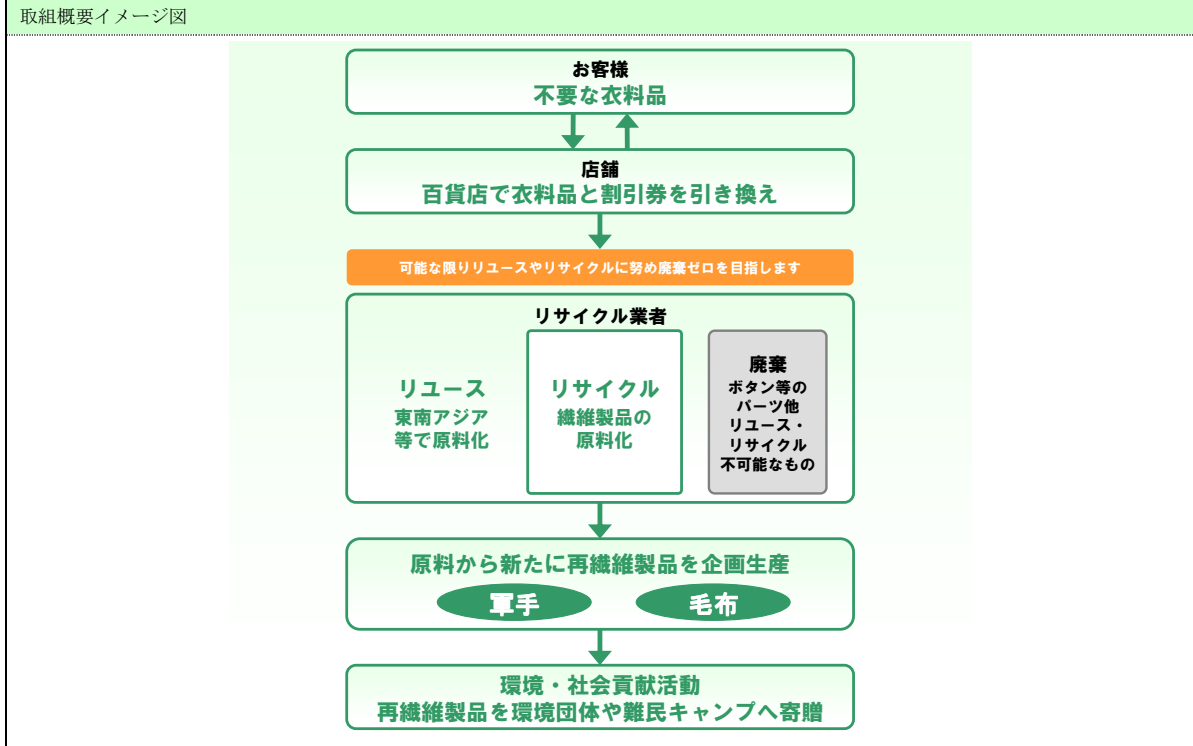 取組概要イメージ図
お客様
不要な衣料品
店舗
百貨店で衣料品と割引券を引き換え
可能な限りリユースやリサイクルに努め廃棄ゼロを目指します
リサイクル業者
リユース
東南アジア
等で原料化
リサイクル
繊維製品の
原料化
廃棄
ボタン等の
パーツ他
リユース・
リサイクル
不可能なもの
原料から新たに再繊維製品を企画生産
軍手
毛布
環境・社会貢献活動
再繊維製品を環境団体や難民キャンプへ寄贈